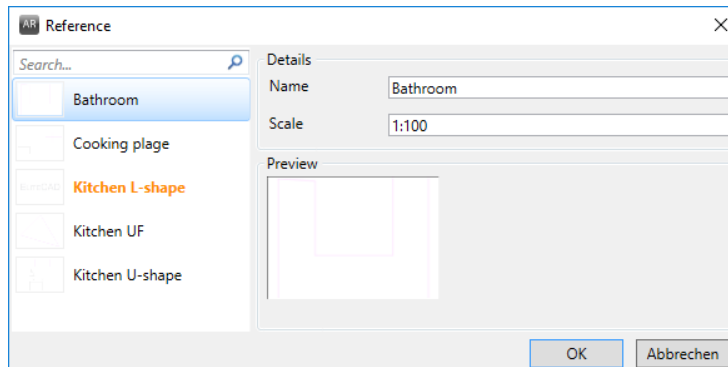 AR Reference
Search...
Bathroom
Cooking plage
Kitchen L-shape
Kitchen UF
Kitchen U-shape
Details
Name Bathroom
Scale 1:100
Preview
OK Abbrechen